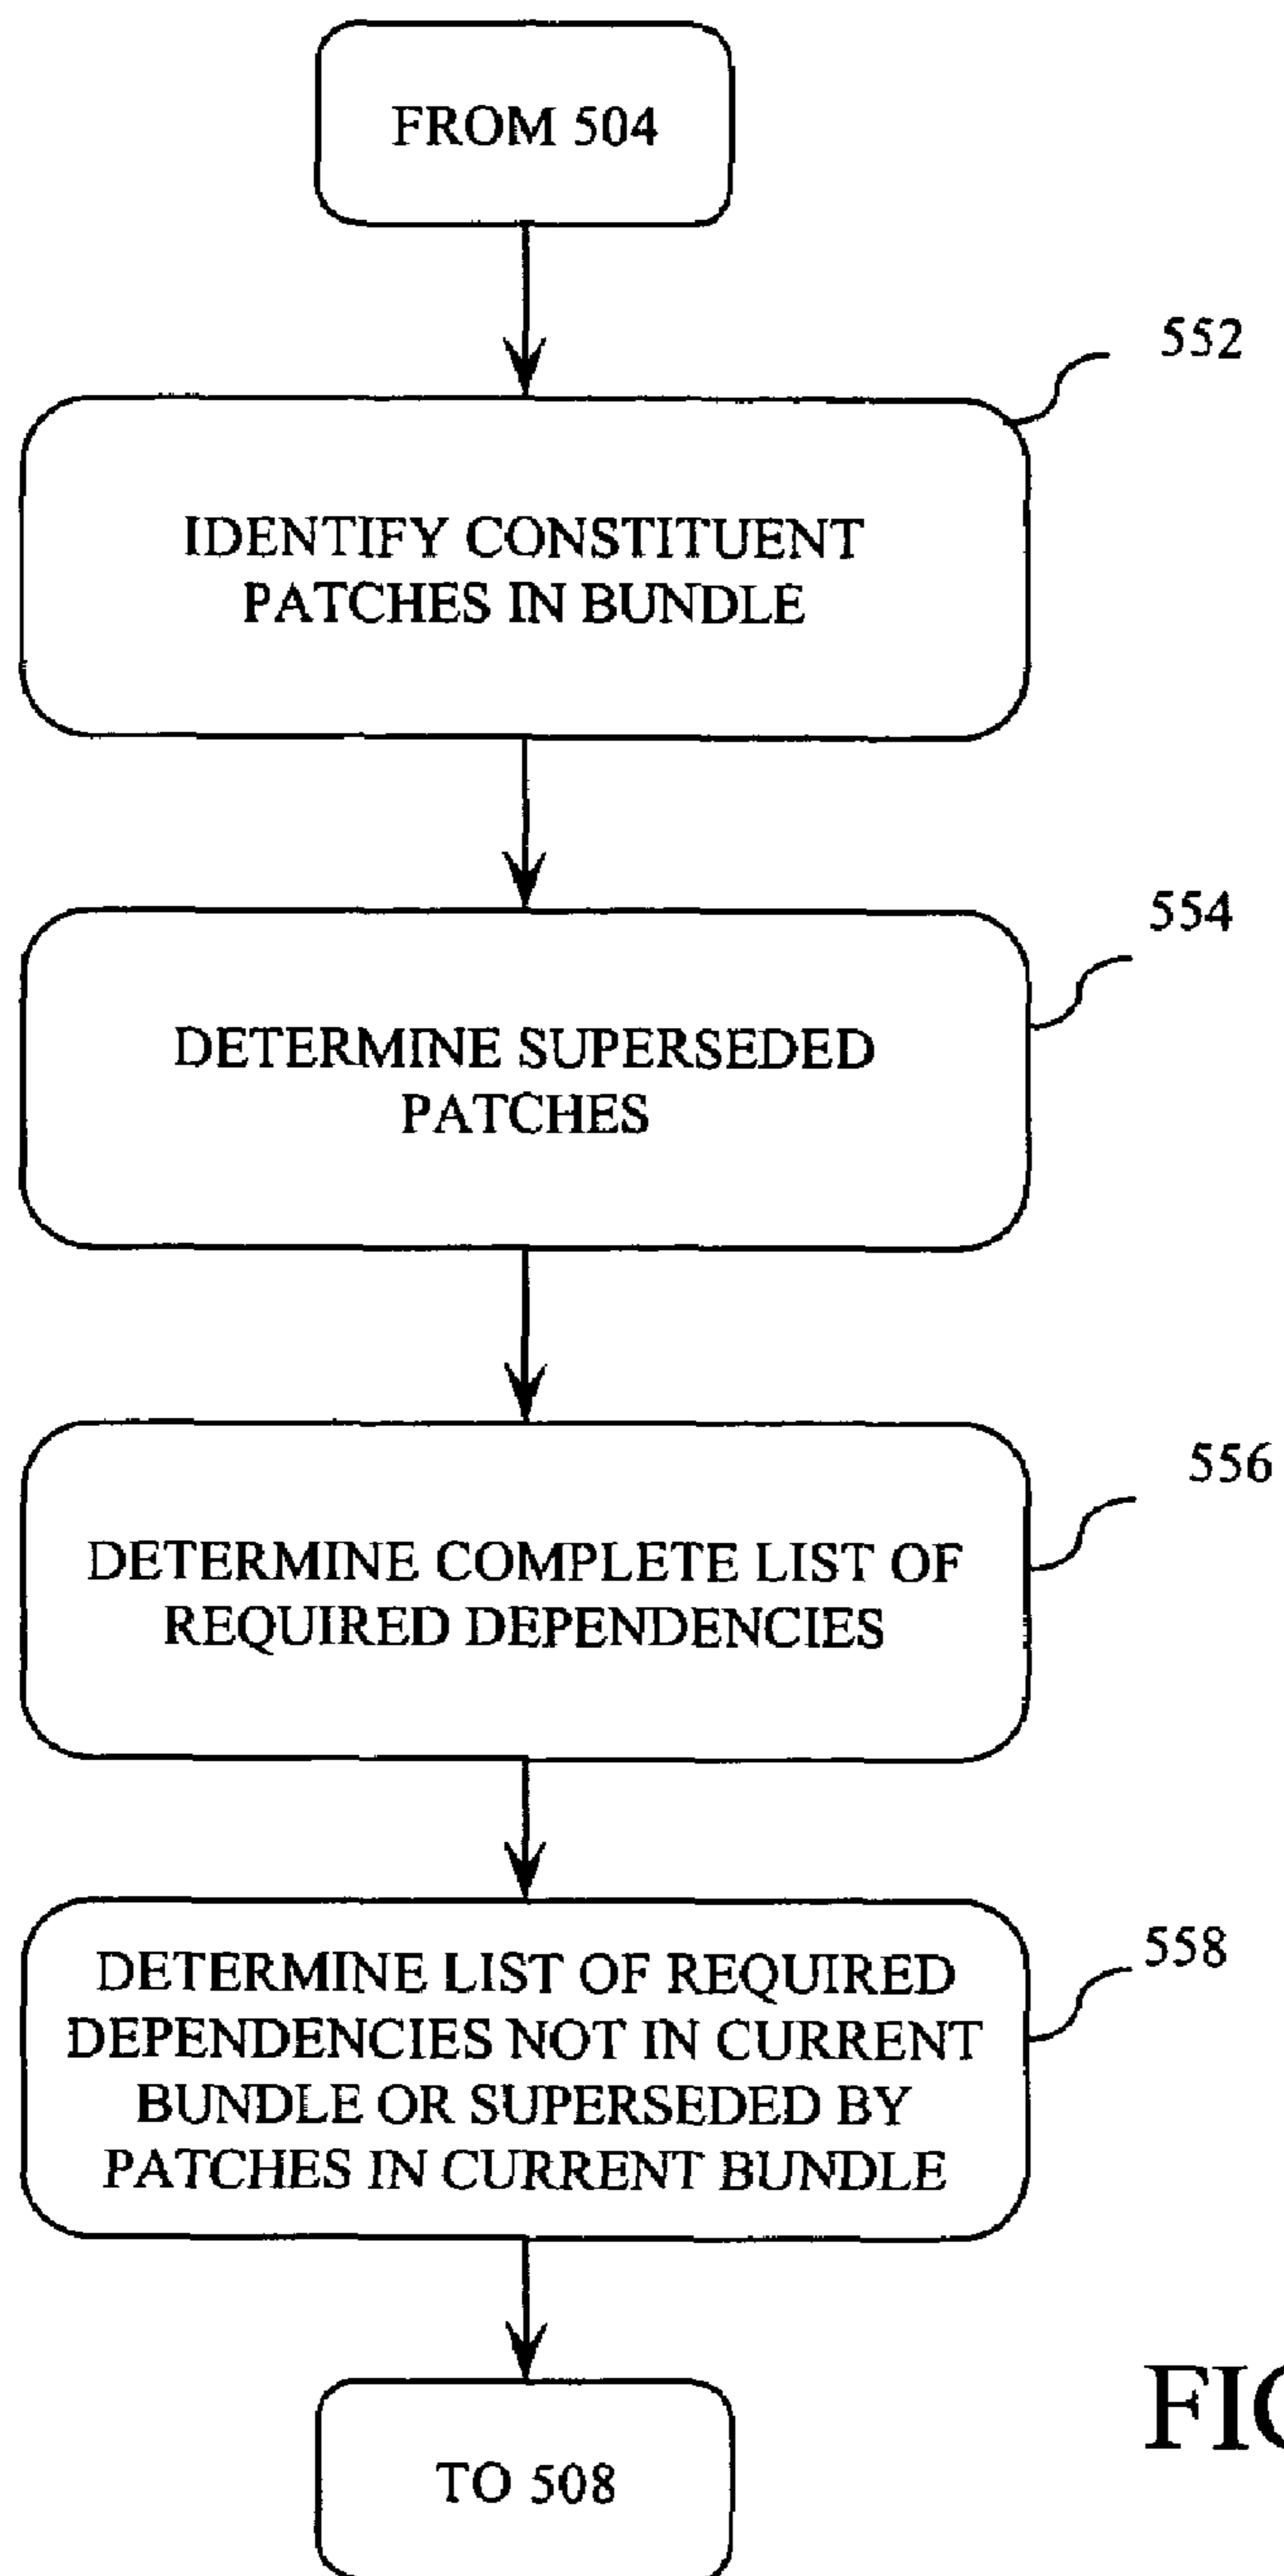 FROM 504
552
IDENTIFY CONSTITUENT
PATCHES IN BUNDLE
554
DETERMINE SUPERSEDED
PATCHES
556
DETERMINE COMPLETE LIST OF
REQUIRED DEPENDENCIES
558
DETERMINE LIST OF REQUIRED
DEPENDENCIES NOT IN CURRENT
BUNDLE OR SUPERSEDED BY
PATCHES IN CURRENT BUNDLE
TO 508